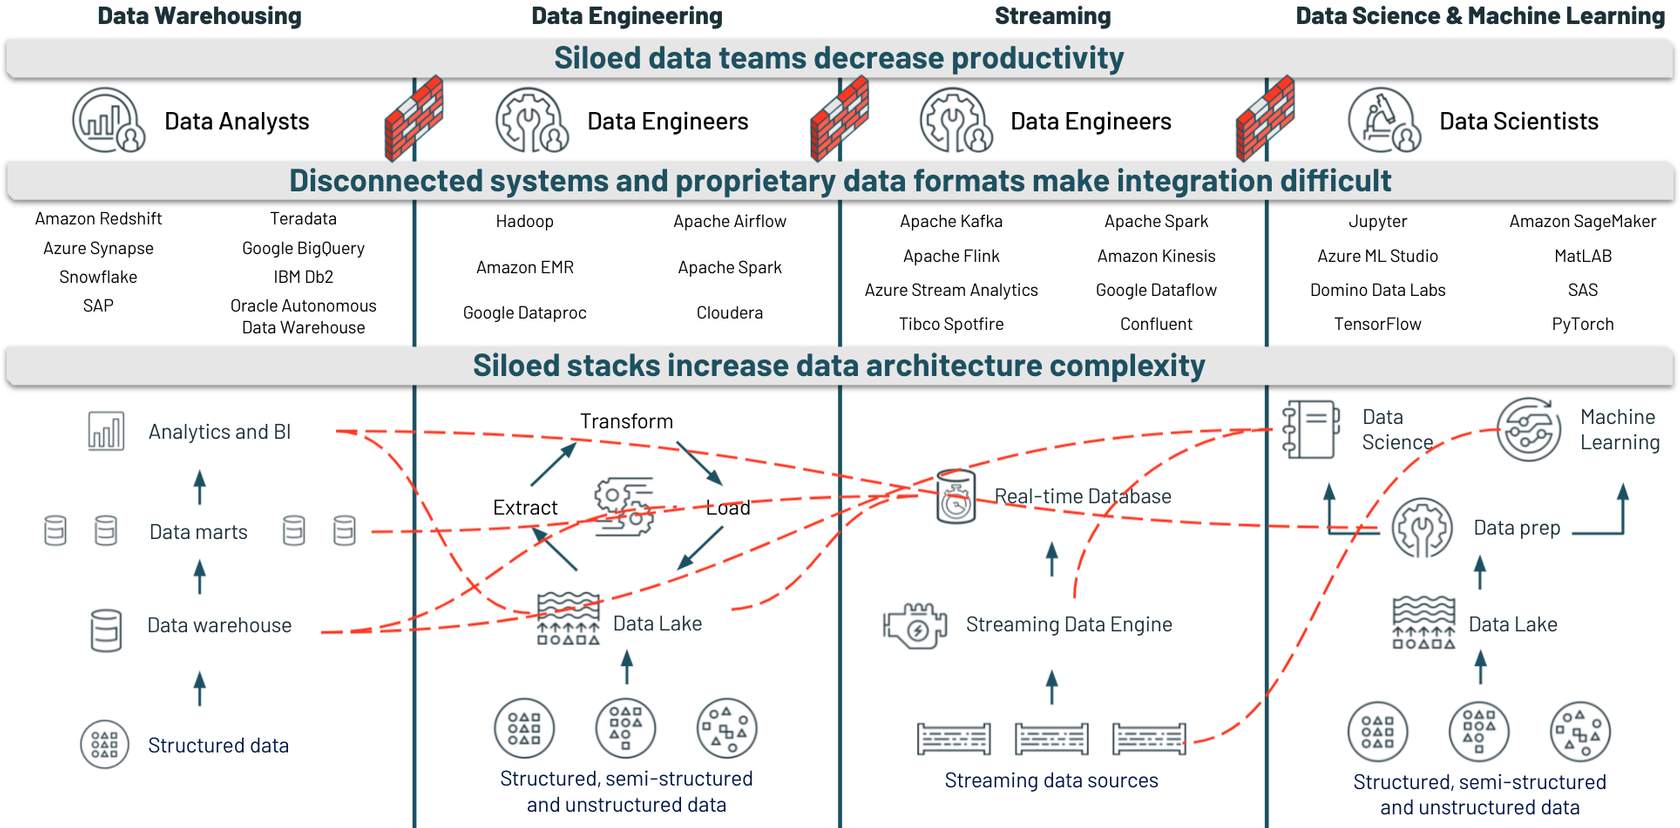 Data Warehousing
Data Engineering
Streaming
Data Science & Machine Learning
Siloed data teams decrease productivity
Data Analysts
Data Engineers
Data Engineers
Data Scientists
Disconnected systems and proprietary data formats make integration difficult
Amazon Redshift
Teradata
Azure Synapse
Google BigQuery
Snowflake
IBM Db2
SAP
Oracle Autonomous
Data Warehouse
Hadoop
Apache Airflow
Amazon EMR
Apache Spark
Google Dataproc
Cloudera
Apache Kafka
Apache Spark
Apache Flink
Amazon Kinesis
Azure Stream Analytics
Google Dataflow
Tibco Spotfire
Confluent
Jupyter
Amazon SageMaker
Azure ML Studio
MatLAB
Domino Data Labs
SAS
TensorFlow
PyTorch
Siloed stacks increase data architecture complexity
Analytics and BI
Data marts
Data warehouse
Structured data
Transform
Extract
Load
Data Lake
Structured, semi-structured
and unstructured data
Real-time Database
Streaming Data Engine
Streaming data sources
Data
Science
Machine
Learning
Data prep
Data Lake
Structured, semi-structured
and unstructured data